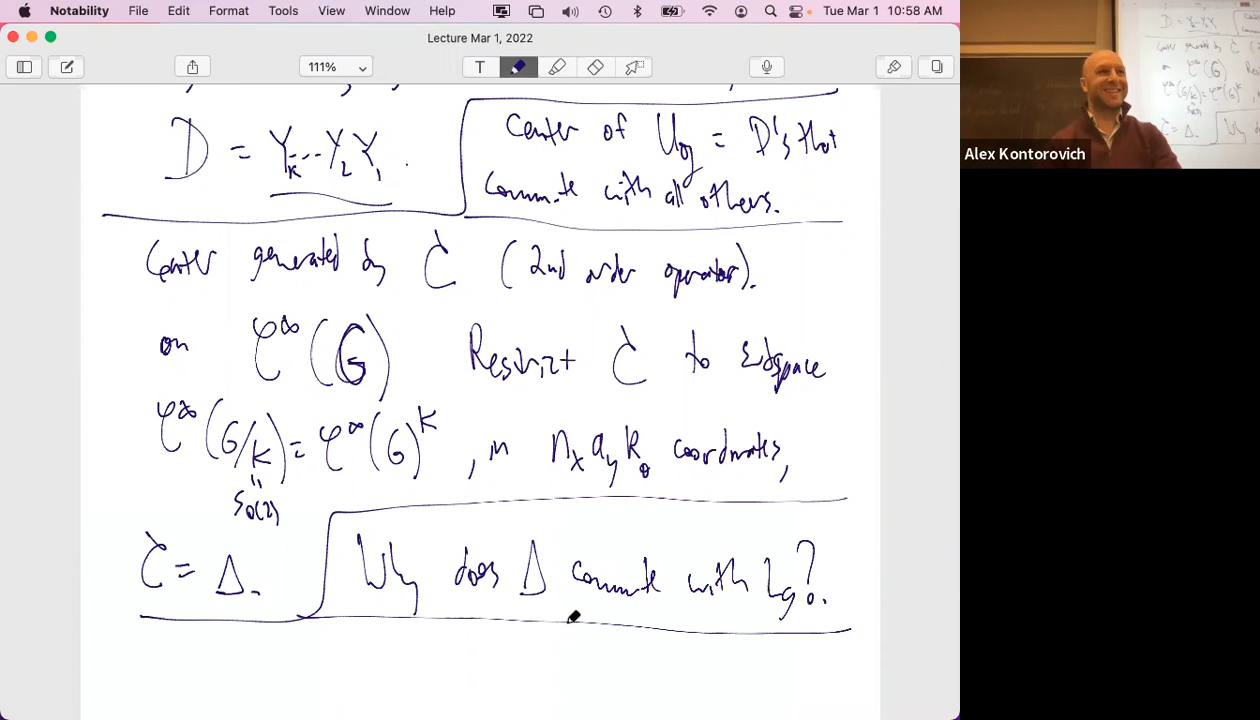 Notability File Edit Format Tools View Window Help Tue Mar 1 10:58 AM
Lecture Mar 1, 2022
111% T
D = Y_k ... Y_2 Y_1 .
Center of U_g = D's that
commute with all others.
Center generated by C (2nd order operator).
on C^∞(G) Restrict C to subspace
C^∞(G/K) = C^∞(G)^K , in n_x a_y k_θ coordinates,
SO(2)
C = Δ. Why does Δ commute with L_g?.
Alex Kontorovich